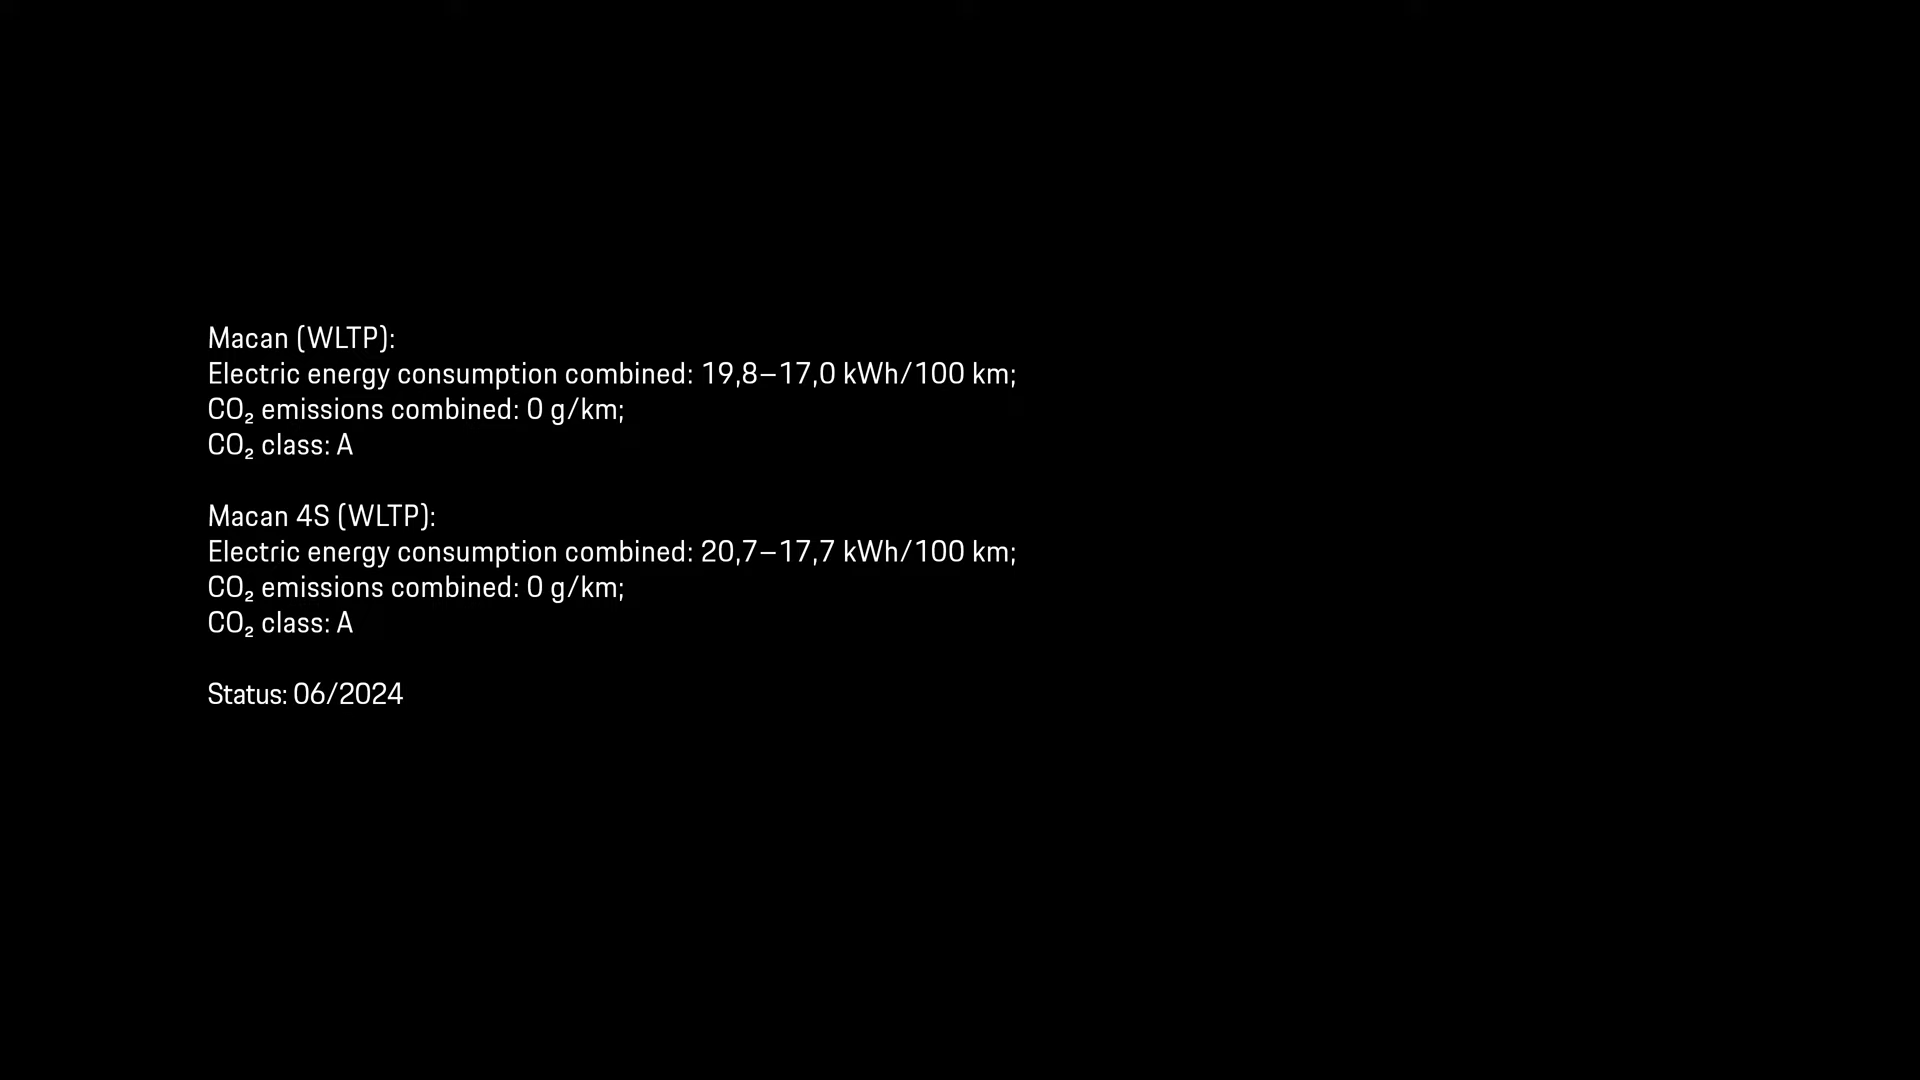 Macan (WLTP):
Electric energy consumption combined: 19,8–17,0 kWh/100 km;
CO₂ emissions combined: 0 g/km;
CO₂ class: A
Macan 4S (WLTP):
Electric energy consumption combined: 20,7–17,7 kWh/100 km;
CO₂ emissions combined: 0 g/km;
CO₂ class: A
Status: 06/2024